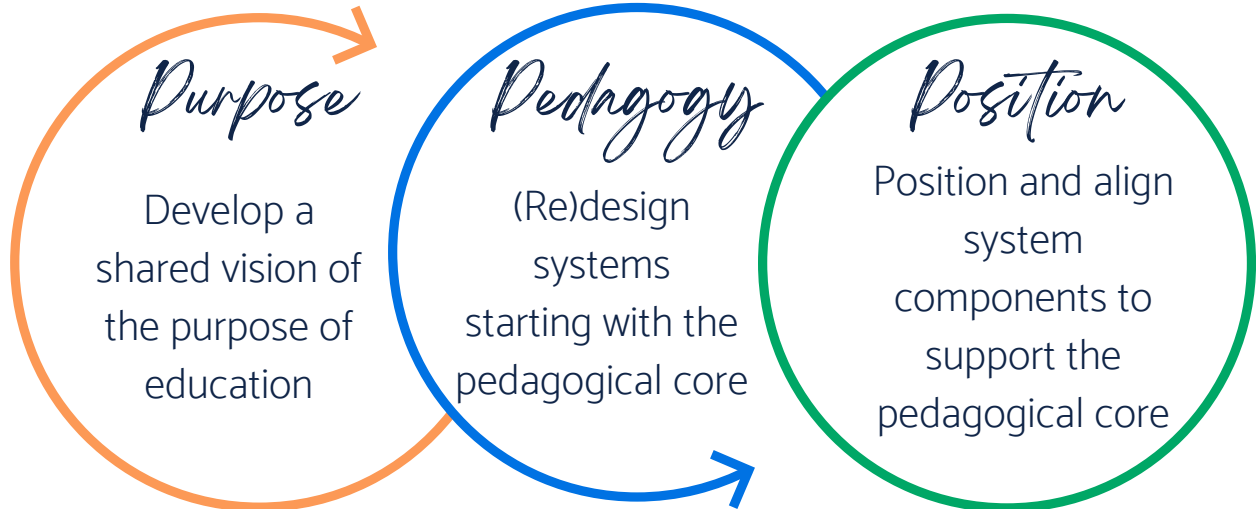 Purpose
Develop a
shared vision of
the purpose of
education
Pedagogy
(Re)design
systems
starting with the
pedagogical core
Position
Position and align
system
components to
support the
pedagogical core